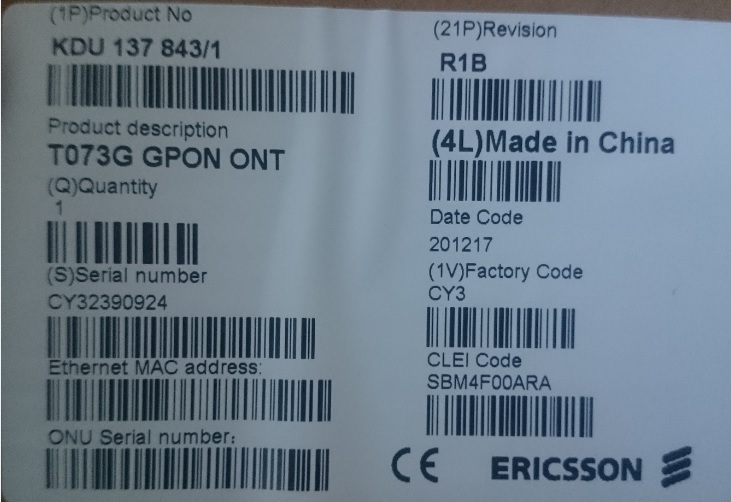 (1P)Product No
KDU 137 843/1
Product description
T073G GPON ONT
(Q)Quantity
1
(S)Serial number
CY32390924
Ethernet MAC address:
ONU Serial number:
(21P)Revision
R1B
(4L)Made in China
Date Code
201217
(1V)Factory Code
CY3
CLEI Code
SBM4F00ARA
CE
ERICSSON